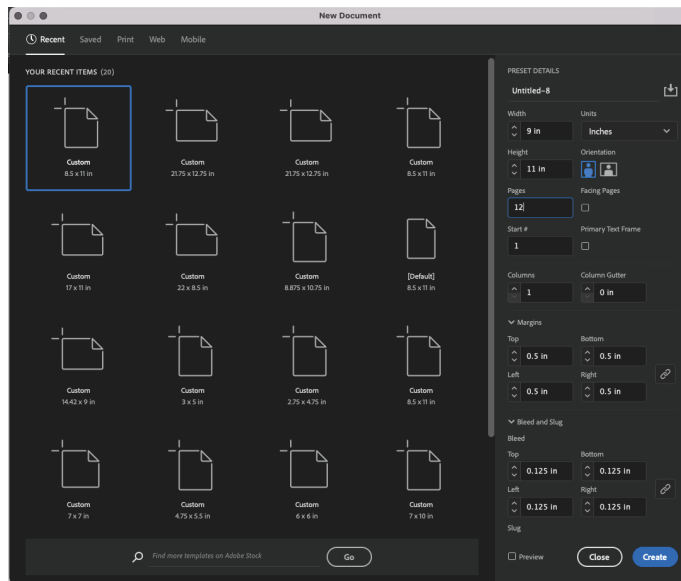 New Document
Recent Saved Print Web Mobile
YOUR RECENT ITEMS (20)
Custom
8.5 x 11 in
Custom
21.75 x 12.75 in
Custom
21.75 x 12.75 in
Custom
8.5 x 11 in
Custom
17 x 11 in
Custom
22 x 8.5 in
Custom
8.875 x 10.75 in
[Default]
8.5 x 11 in
Custom
14.42 x 9 in
Custom
3 x 5 in
Custom
2.75 x 4.75 in
Custom
8.5 x 11 in
Custom
7 x 7 in
Custom
4.75 x 5.5 in
Custom
6 x 6 in
Custom
7 x 10 in
Find more templates on Adobe Stock
Go
PRESET DETAILS
Untitled-8
Width Units
9 in Inches
Height Orientation
11 in
Pages Facing Pages
12
Start # Primary Text Frame
1
Columns Column Gutter
1 0 in
Margins
Top Bottom
0.5 in 0.5 in
Left Right
0.5 in 0.5 in
Bleed and Slug
Bleed
Top Bottom
0.125 in 0.125 in
Left Right
0.125 in 0.125 in
Slug
Preview Close Create